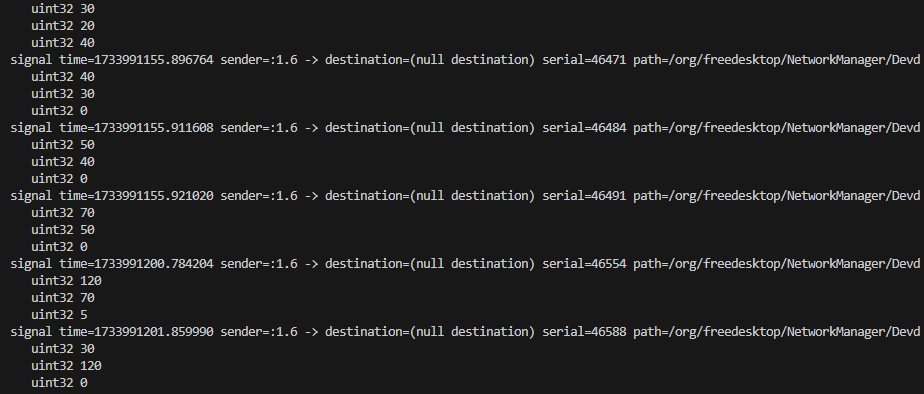 uint32 30
uint32 20
uint32 40
signal time=1733991155.896764 sender=:1.6 -> destination=(null destination) serial=46471 path=/org/freedesktop/NetworkManager/Devd
uint32 40
uint32 30
uint32 0
signal time=1733991155.911608 sender=:1.6 -> destination=(null destination) serial=46484 path=/org/freedesktop/NetworkManager/Devd
uint32 50
uint32 40
uint32 0
signal time=1733991155.921020 sender=:1.6 -> destination=(null destination) serial=46491 path=/org/freedesktop/NetworkManager/Devd
uint32 70
uint32 50
uint32 0
signal time=1733991200.784204 sender=:1.6 -> destination=(null destination) serial=46554 path=/org/freedesktop/NetworkManager/Devd
uint32 120
uint32 70
uint32 5
signal time=1733991201.859990 sender=:1.6 -> destination=(null destination) serial=46588 path=/org/freedesktop/NetworkManager/Devd
uint32 30
uint32 120
uint32 0